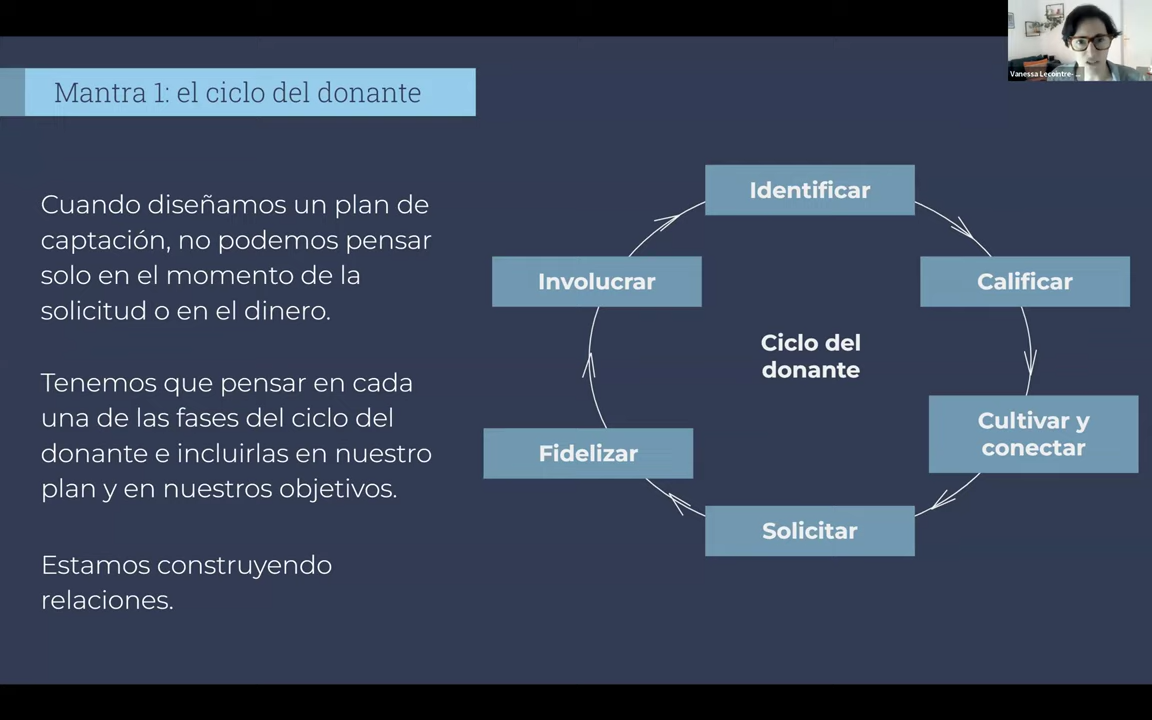 Vanessa Lecointre-...
Mantra 1: el ciclo del donante
Cuando diseñamos un plan de
captación, no podemos pensar
solo en el momento de la
solicitud o en el dinero.
Tenemos que pensar en cada
una de las fases del ciclo del
donante e incluirlas en nuestro
plan y en nuestros objetivos.
Estamos construyendo
relaciones.
Identificar
Calificar
Cultivar y
conectar
Solicitar
Fidelizar
Involucrar
Ciclo del
donante